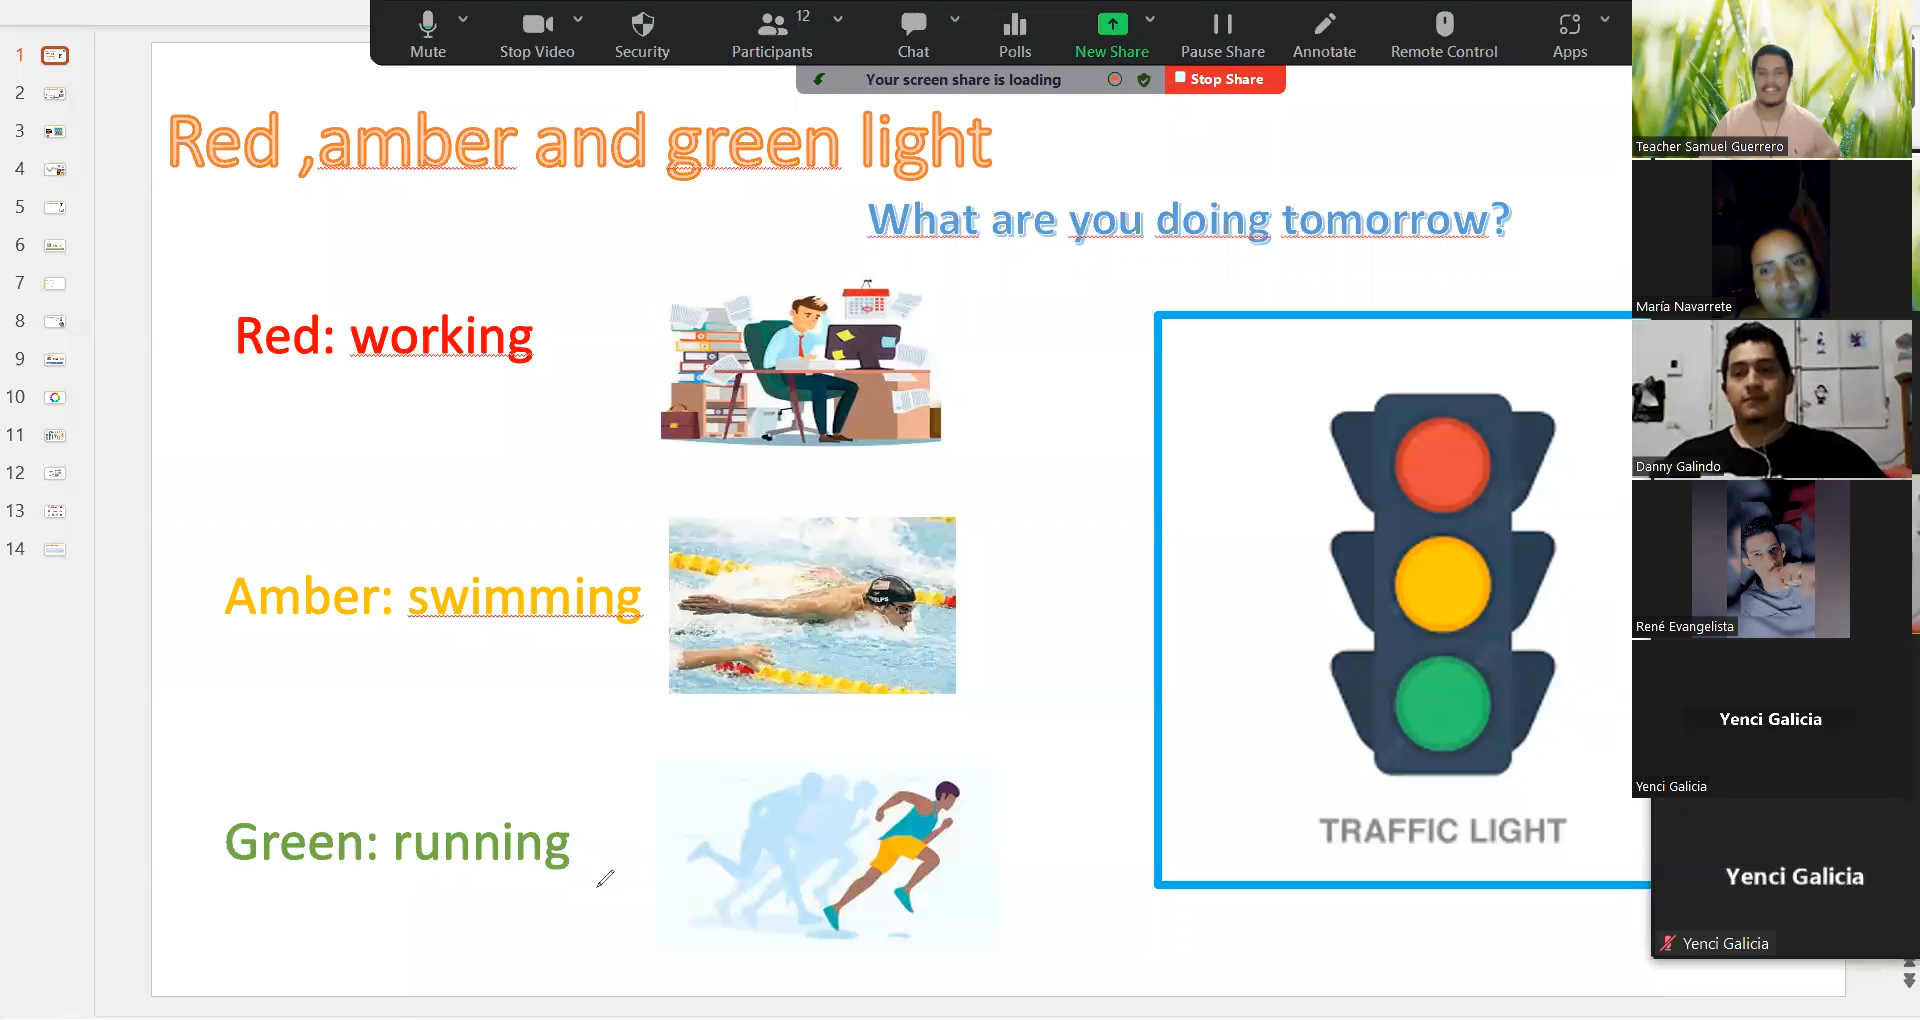 Mute
Stop Video
Security
Participants
12
Chat
Polls
New Share
Pause Share
Annotate
Remote Control
Apps
Your screen share is loading
Stop Share
1
2
3
4
5
6
7
8
9
10
11
12
13
14
Red ,amber and green light
What are you doing tomorrow?
Red: working
Amber: swimming
Green: running
TRAFFIC LIGHT
Teacher Samuel Guerrero
María Navarrete
Danny Galindo
René Evangelista
Yenci Galicia
Yenci Galicia
Yenci Galicia
Yenci Galicia